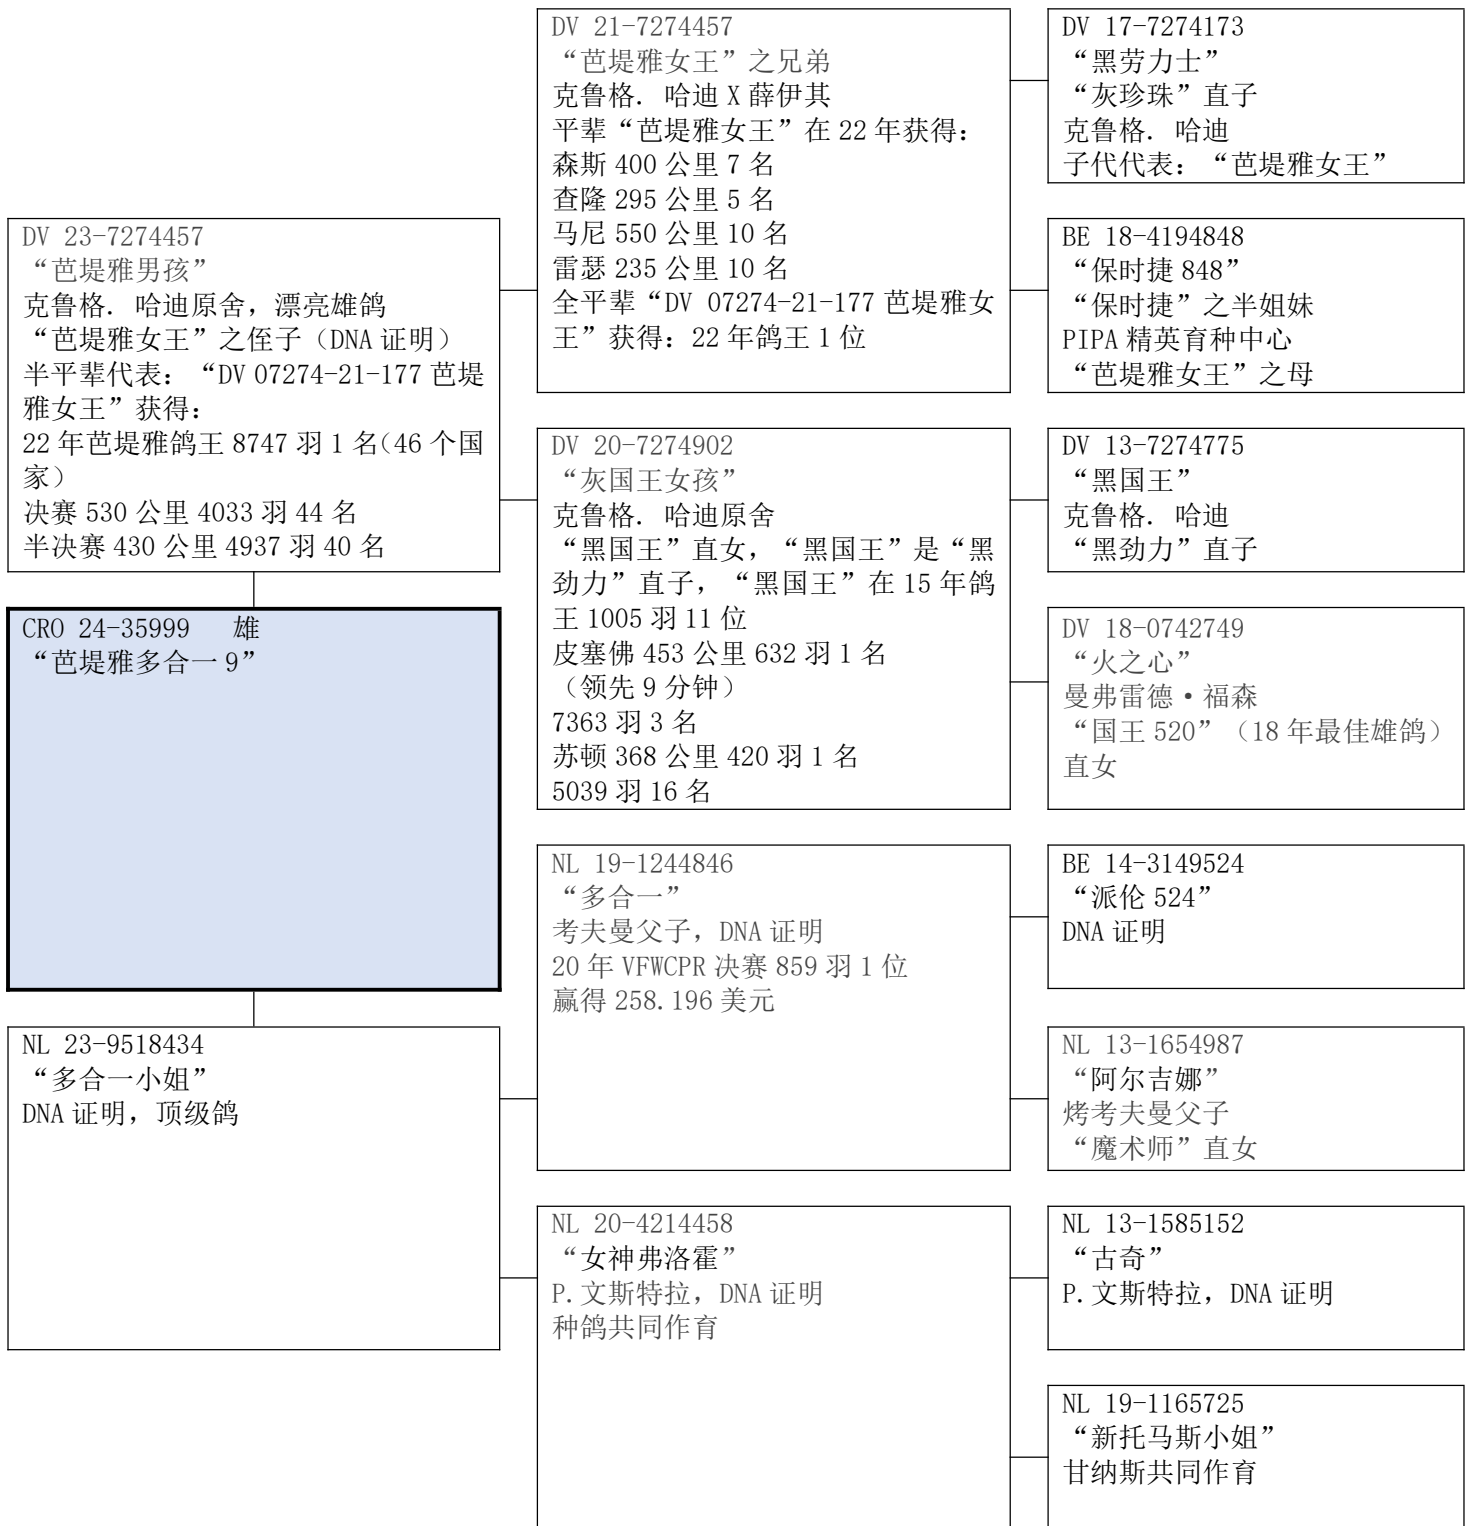 DV 23-7274457
“芭堤雅男孩”
克鲁格. 哈迪原舍，漂亮雄鸽
“芭堤雅女王”之侄子（DNA 证明）
半平辈代表：“DV 07274-21-177 芭堤
雅女王”获得：
22 年芭堤雅鸽王 8747 羽 1 名（46 个国
家）
决赛 530 公里 4033 羽 44 名
半决赛 430 公里 4937 羽 40 名
CRO 24-35999 雄
“芭堤雅多合一 9”
NL 23-9518434
“多合一小姐”
DNA 证明，顶级鸽
DV 21-7274457
“芭堤雅女王”之兄弟
克鲁格. 哈迪 X 薛伊其
平辈“芭堤雅女王”在 22 年获得：
森斯 400 公里 7 名
查隆 295 公里 5 名
马尼 550 公里 10 名
雷瑟 235 公里 10 名
全平辈“DV 07274-21-177 芭堤雅女
王”获得：22 年鸽王 1 位
DV 20-7274902
“灰国王女孩”
克鲁格. 哈迪原舍
“黑国王”直女，“黑国王”是“黑
劲力”直子，“黑国王”在 15 年鸽
王 1005 羽 11 位
皮塞佛 453 公里 632 羽 1 名
（领先 9 分钟）
7363 羽 3 名
苏顿 368 公里 420 羽 1 名
5039 羽 16 名
NL 19-1244846
“多合一”
考夫曼父子，DNA 证明
20 年 VFWCPR 决赛 859 羽 1 位
赢得 258.196 美元
NL 20-4214458
“女神弗洛霍”
P.文斯特拉，DNA 证明
种鸽共同作育
DV 17-7274173
“黑劳力士”
“灰珍珠”直子
克鲁格. 哈迪
子代代表：“芭堤雅女王”
BE 18-4194848
“保时捷 848”
“保时捷”之半姐妹
PIPA 精英育种中心
“芭堤雅女王”之母
DV 13-7274775
“黑国王”
克鲁格. 哈迪
“黑劲力”直子
DV 18-0742749
“火之心”
曼弗雷德·福森
“国王 520”（18 年最佳雄鸽）
直女
BE 14-3149524
“派伦 524”
DNA 证明
NL 13-1654987
“阿尔吉娜”
烤考夫曼父子
“魔术师”直女
NL 13-1585152
“古奇”
P.文斯特拉，DNA 证明
NL 19-1165725
“新托马斯小姐”
甘纳斯共同作育